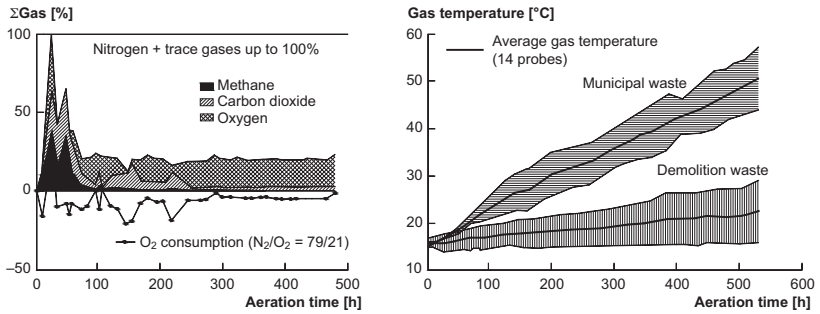 ΣGas [%]
100
50
0
–50
Nitrogen + trace gases up to 100%
Methane
Carbon dioxide
Oxygen
O₂ consumption (N₂/O₂ = 79/21)
0 100 200 300 400 500
Aeration time [h]
Gas temperature [°C]
60
50
40
30
20
10
Average gas temperature
(14 probes)
Municipal waste
Demolition waste
0 100 200 300 400 500 600
Aeration time [h]